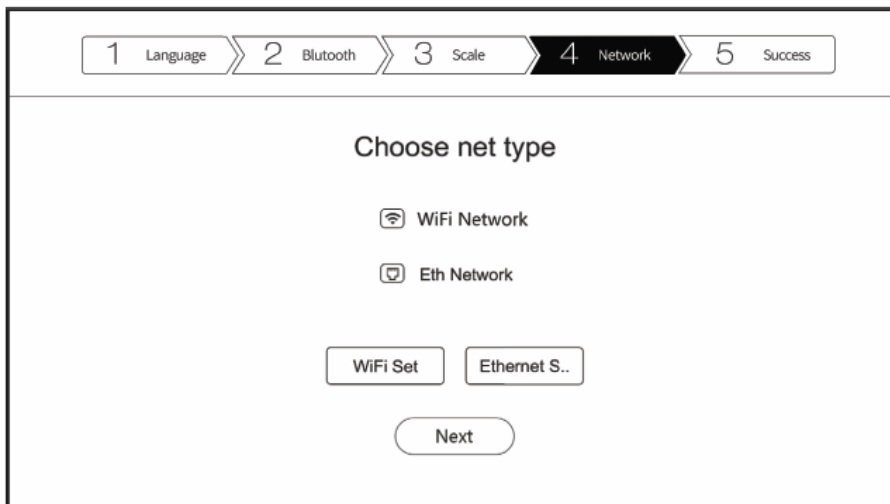 1 Language 2 Blutooth 3 Scale 4 Network 5 Success
Choose net type
WiFi Network
Eth Network
WiFi Set Ethernet S..
Next